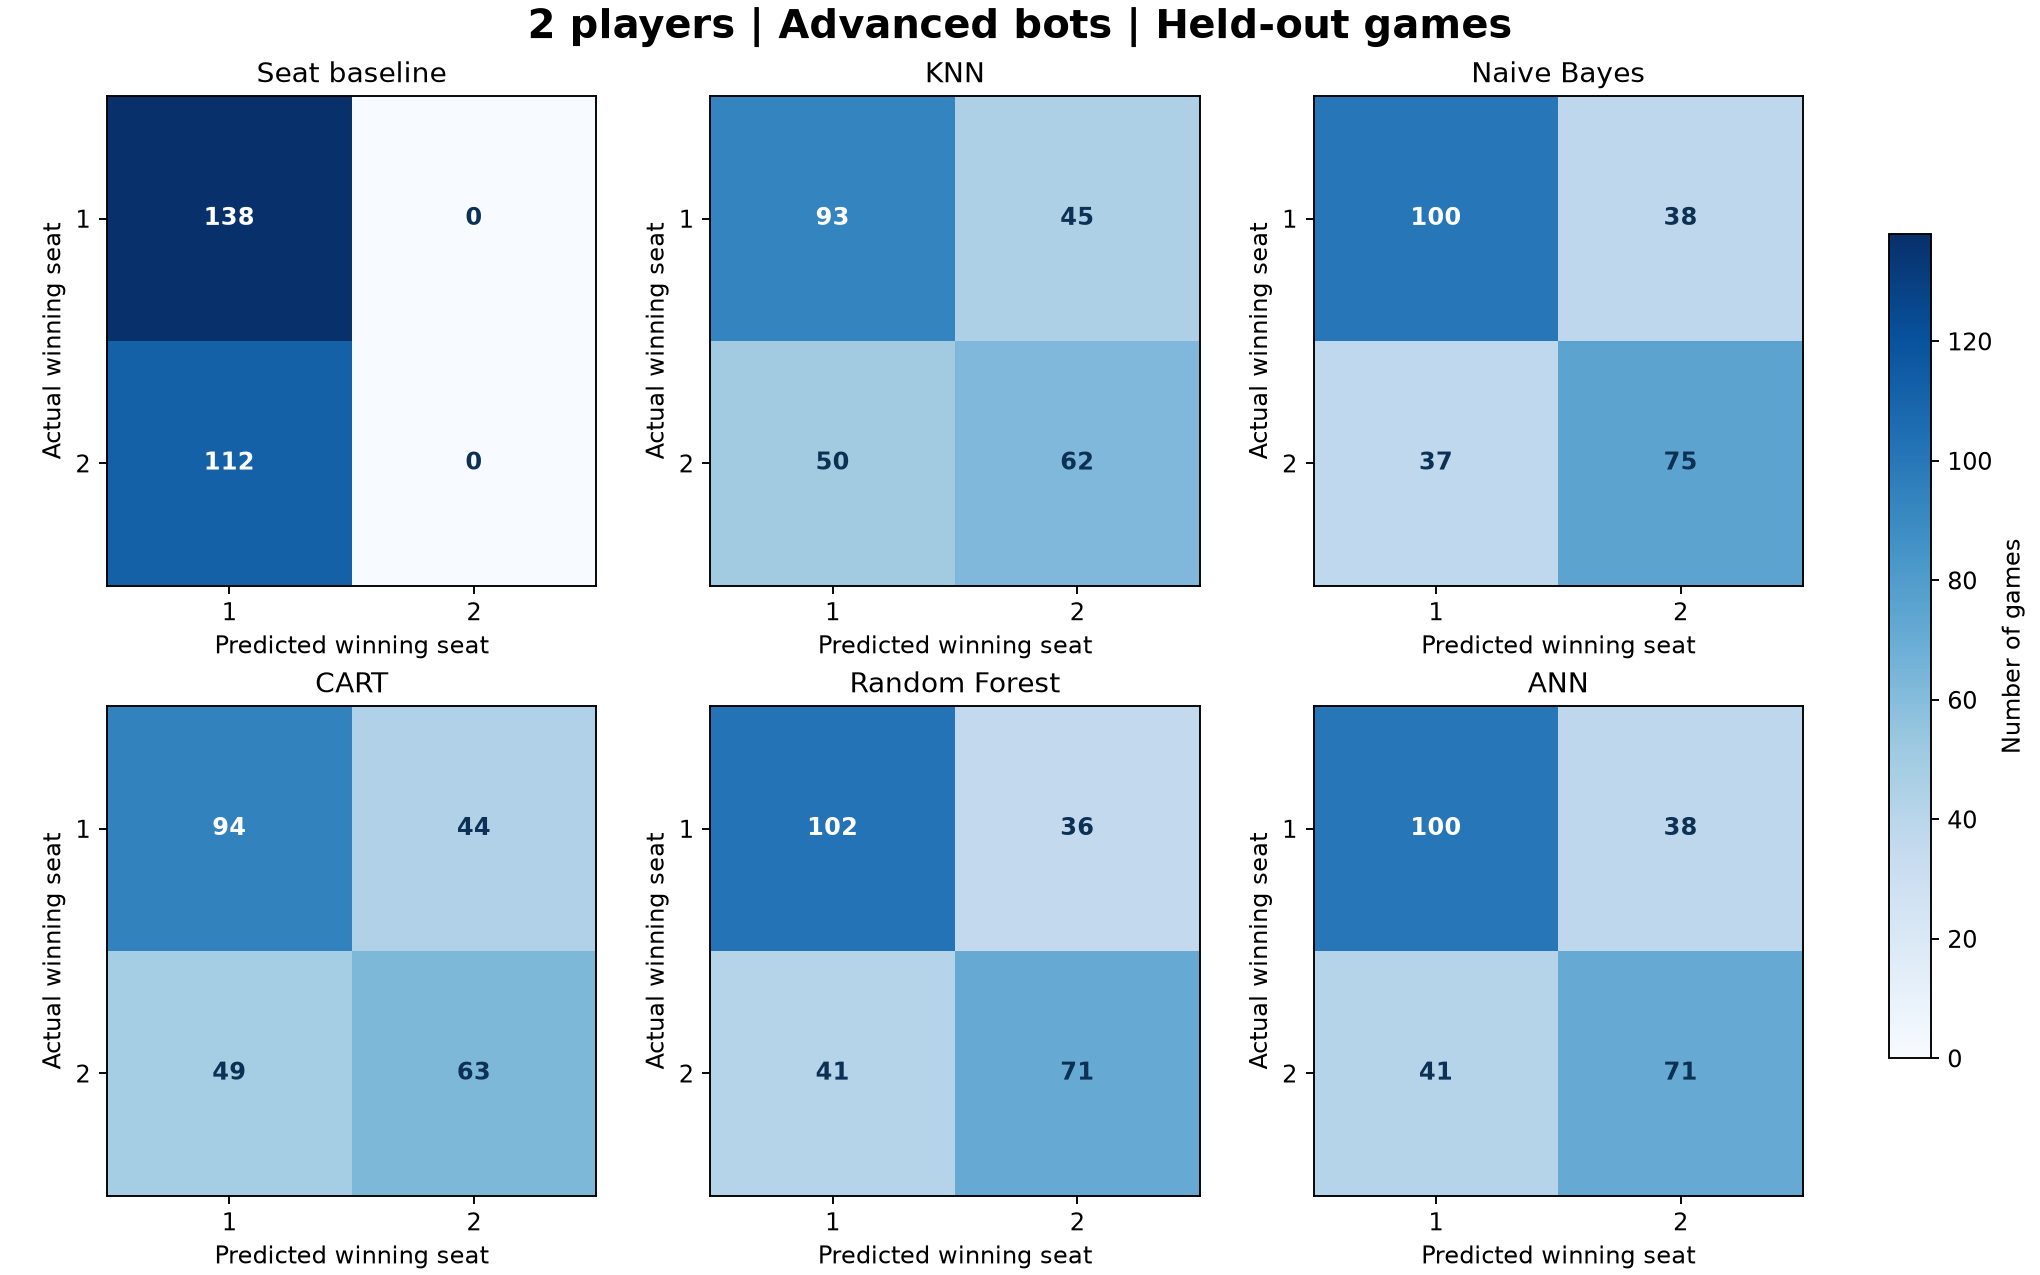 2 players | Advanced bots | Held-out games
Seat baseline
Actual winning seat
1
138
0
2
112
0
1
2
Predicted winning seat
KNN
Actual winning seat
1
93
45
2
50
62
1
2
Predicted winning seat
Naive Bayes
Actual winning seat
1
100
38
2
37
75
1
2
Predicted winning seat
CART
Actual winning seat
1
94
44
2
49
63
1
2
Predicted winning seat
Random Forest
Actual winning seat
1
102
36
2
41
71
1
2
Predicted winning seat
ANN
Actual winning seat
1
100
38
2
41
71
1
2
Predicted winning seat
120
100
80
60
40
20
0
Number of games